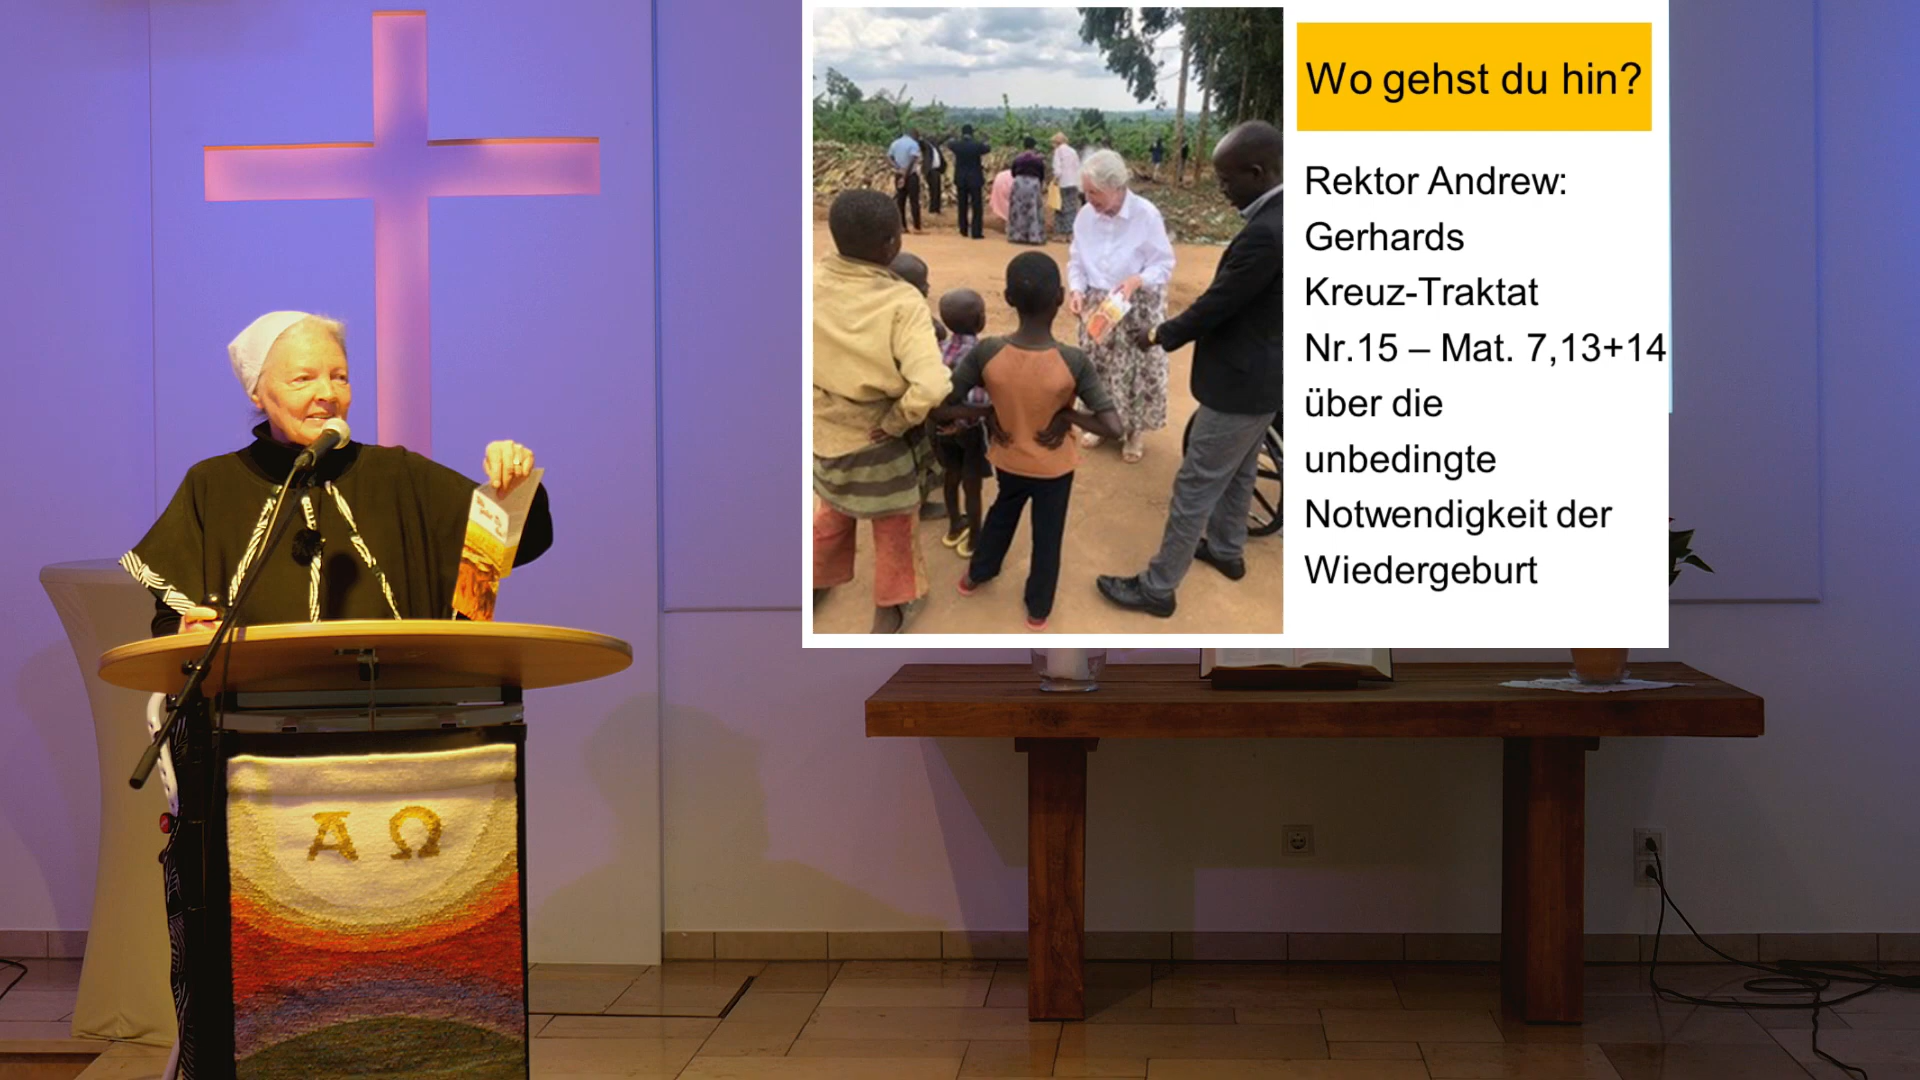 Wo gehst du hin?
Rektor Andrew:
Gerhards
Kreuz-Traktat
Nr.15 – Mat. 7,13+14
über die
unbedingte
Notwendigkeit der
Wiedergeburt
Α Ω